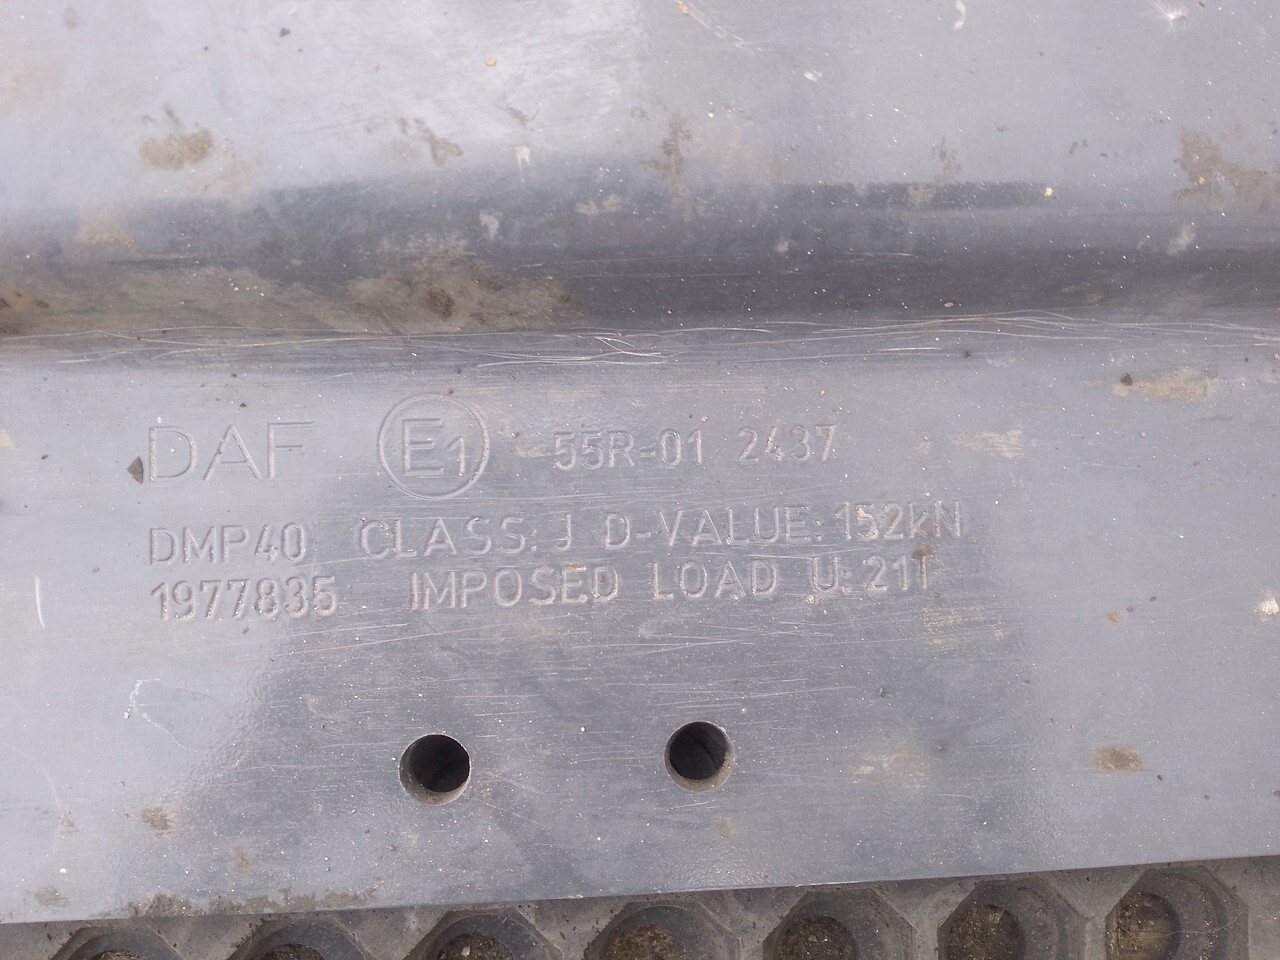 DAF E1 55R-01 2437
DMP40 CLASS: J D-VALUE: 152kN
1977835 IMPOSED LOAD U: 21T